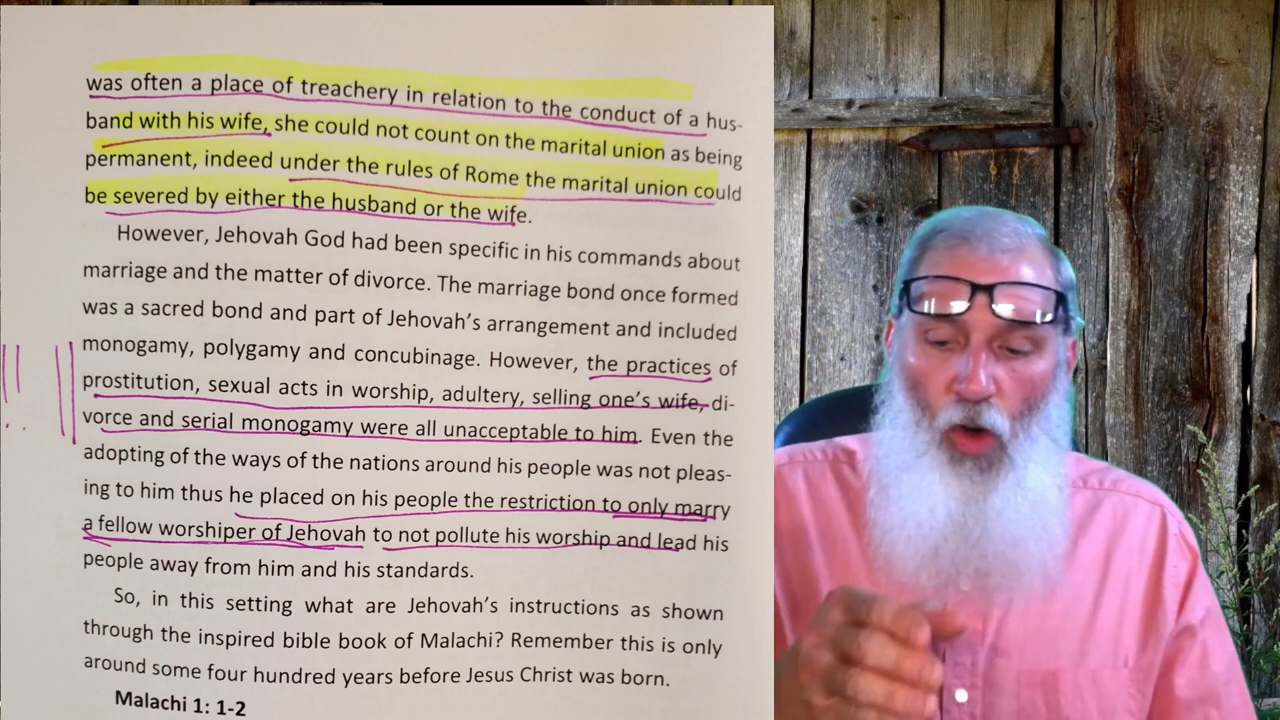 was often a place of treachery in relation to the conduct of a hus-
band with his wife, she could not count on the marital union as being
permanent, indeed under the rules of Rome the marital union could
be severed by either the husband or the wife.
However, Jehovah God had been specific in his commands about
marriage and the matter of divorce. The marriage bond once formed
was a sacred bond and part of Jehovah's arrangement and included
monogamy, polygamy and concubinage. However, the practices of
prostitution, sexual acts in worship, adultery, selling one's wife, di-
vorce and serial monogamy were all unacceptable to him. Even the
adopting of the ways of the nations around his people was not pleas-
ing to him thus he placed on his people the restriction to only marry
a fellow worshiper of Jehovah to not pollute his worship and lead his
people away from him and his standards.
So, in this setting what are Jehovah's instructions as shown
through the inspired bible book of Malachi? Remember this is only
around some four hundred years before Jesus Christ was born.
Malachi 1: 1-2